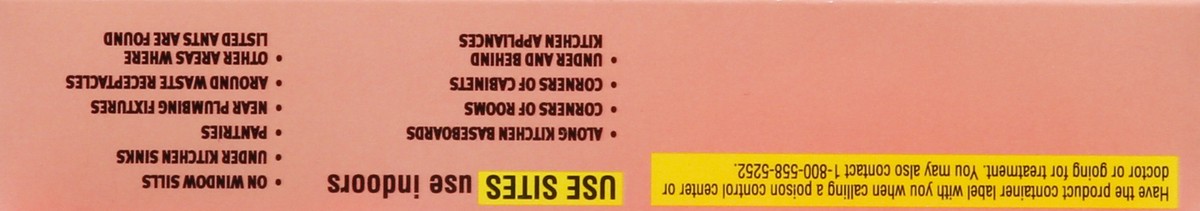 Have the product container label with you when calling a poison control center or
doctor or going for treatment. You may also contact 1-800-558-5252.
USE SITES use indoors
• ALONG KITCHEN BASEBOARDS
• CORNERS OF ROOMS
• CORNERS OF CABINETS
• UNDER AND BEHIND
KITCHEN APPLIANCES
• ON WINDOW SILLS
• UNDER KITCHEN SINKS
• PANTRIES
• NEAR PLUMBING FIXTURES
• AROUND WASTE RECEPTACLES
• OTHER AREAS WHERE
LISTED ANTS ARE FOUND